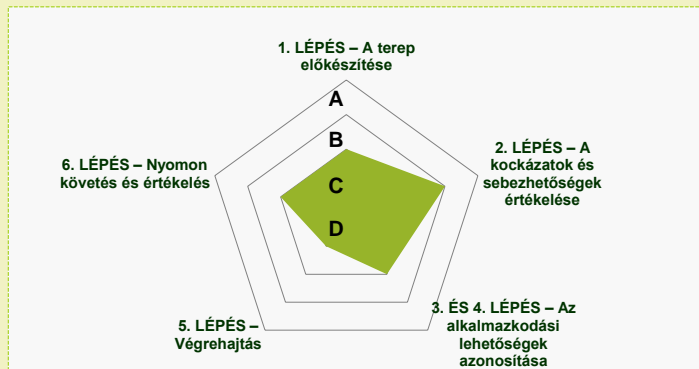 1. LÉPÉS – A terep
előkészítése
A
B
C
D
2. LÉPÉS – A
kockázatok és
sebezhetőségek
értékelése
3. ÉS 4. LÉPÉS – Az
alkalmazkodási
lehetőségek
azonosítása
5. LÉPÉS –
Végrehajtás
6. LÉPÉS – Nyomon
követés és értékelés